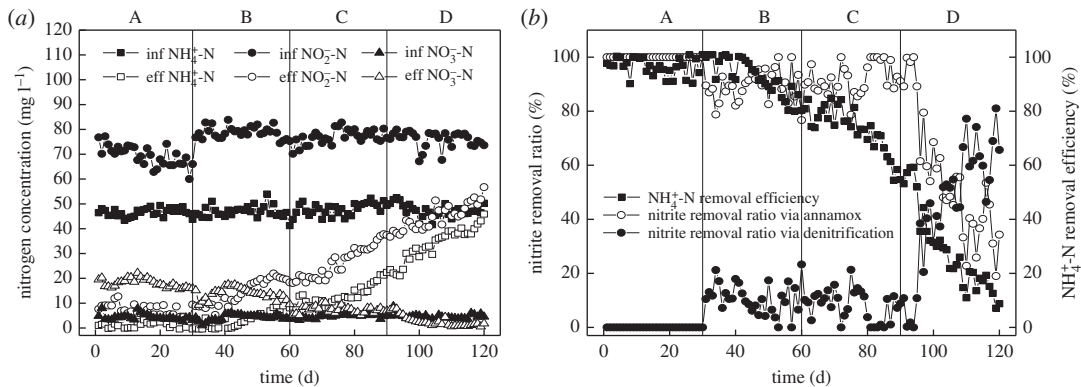 (a)
A B C D
120
110
100
90
80
70
60
50
40
30
20
10
0
nitrogen concentration (mg l⁻¹)
inf NH₄⁺-N inf NO₂⁻-N inf NO₃⁻-N
eff NH₄⁺-N eff NO₂⁻-N eff NO₃⁻-N
0 20 40 60 80 100 120
time (d)
(b)
A B C D
100
80
60
40
20
0
nitrite removal ratio (%)
NH₄⁺-N removal efficiency
nitrite removal ratio via annamox
nitrite removal ratio via denitrification
100
80
60
40
20
0
NH₄⁺-N removal efficiency (%)
0 20 40 60 80 100 120
time (d)